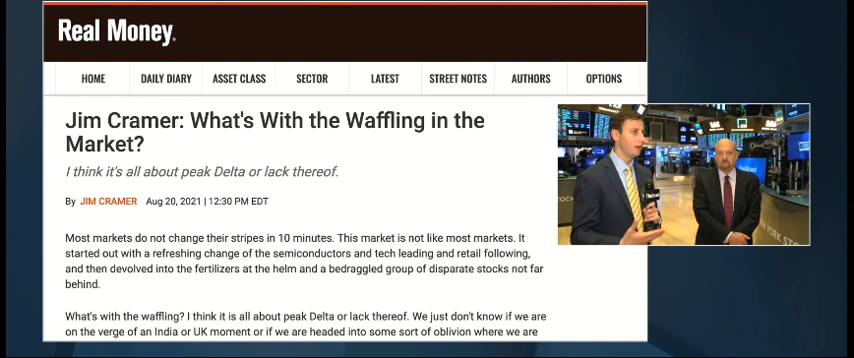 Real Money.
HOME DAILY DIARY ASSET CLASS SECTOR LATEST STREET NOTES AUTHORS OPTIONS
Jim Cramer: What's With the Waffling in the
Market?
I think it's all about peak Delta or lack thereof.
By JIM CRAMER Aug 20, 2021 | 12:30 PM EDT
Most markets do not change their stripes in 10 minutes. This market is not like most markets. It
started out with a refreshing change of the semiconductors and tech leading and retail following,
and then devolved into the fertilizers at the helm and a bedraggled group of disparate stocks not far
behind.
What's with the waffling? I think it is all about peak Delta or lack thereof. We just don't know if we are
on the verge of an India or UK moment or if we are headed into some sort of oblivion where we are